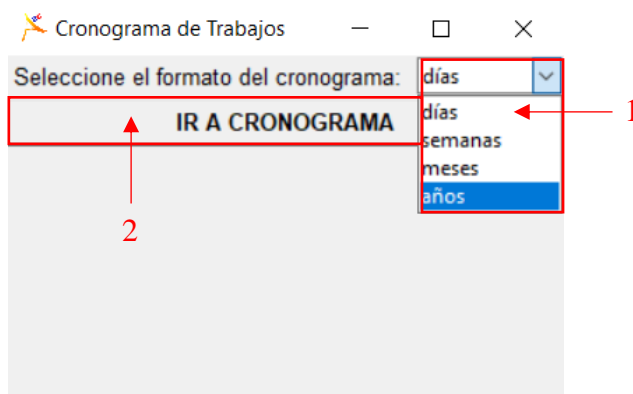 Cronograma de Trabajos
Seleccione el formato del cronograma: días
días 1
IR A CRONOGRAMA
semanas
meses
años
2